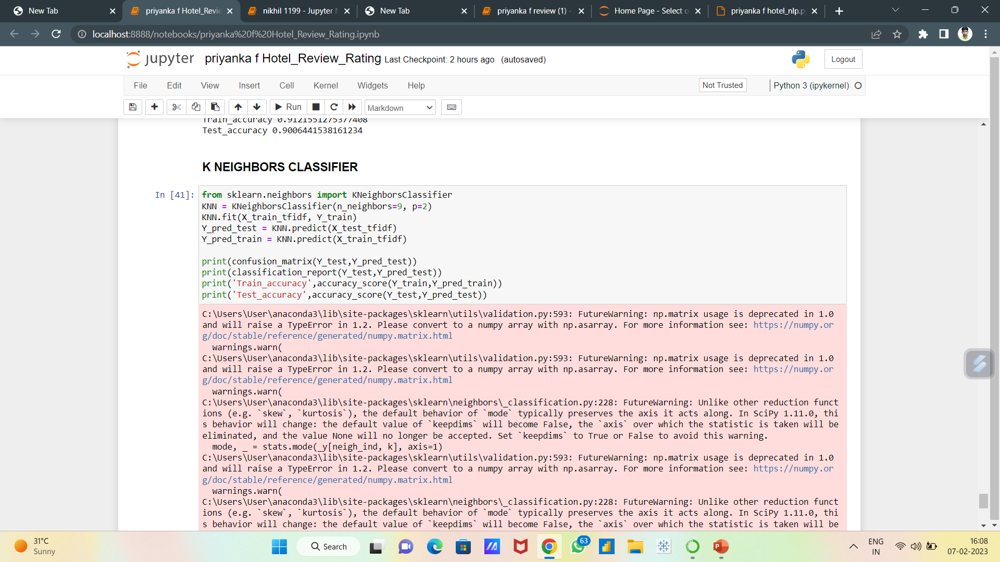 New Tab
priyanka f Hotel_Revie
nikhil 1199 - Jupyter N
New Tab
priyanka f review (1) -
Home Page - Select o
priyanka f hotel_nlp.p
localhost:8888/notebooks/priyanka%20f%20Hotel_Review_Rating.ipynb
jupyter priyanka f Hotel_Review_Rating Last Checkpoint: 2 hours ago (autosaved)
Logout
File Edit View Insert Cell Kernel Widgets Help
Not Trusted
Python 3 (ipykernel)
Run
Markdown
Train_accuracy 0.9121551275377408
Test_accuracy 0.9006441538161234
K NEIGHBORS CLASSIFIER
In [41]:
from sklearn.neighbors import KNeighborsClassifier
KNN = KNeighborsClassifier(n_neighbors=9, p=2)
KNN.fit(X_train_tfidf, Y_train)
Y_pred_test = KNN.predict(X_test_tfidf)
Y_pred_train = KNN.predict(X_train_tfidf)
print(confusion_matrix(Y_test,Y_pred_test))
print(classification_report(Y_test,Y_pred_test))
print('Train_accuracy',accuracy_score(Y_train,Y_pred_train))
print('Test_accuracy',accuracy_score(Y_test,Y_pred_test))
C:\Users\User\anaconda3\lib\site-packages\sklearn\utils\validation.py:593: FutureWarning: np.matrix usage is deprecated in 1.0
and will raise a TypeError in 1.2. Please convert to a numpy array with np.asarray. For more information see: https://numpy.or
g/doc/stable/reference/generated/numpy.matrix.html
warnings.warn(
C:\Users\User\anaconda3\lib\site-packages\sklearn\utils\validation.py:593: FutureWarning: np.matrix usage is deprecated in 1.0
and will raise a TypeError in 1.2. Please convert to a numpy array with np.asarray. For more information see: https://numpy.or
g/doc/stable/reference/generated/numpy.matrix.html
warnings.warn(
C:\Users\User\anaconda3\lib\site-packages\sklearn\neighbors\_classification.py:228: FutureWarning: Unlike other reduction funct
ions (e.g. `skew`, `kurtosis`), the default behavior of `mode` typically preserves the axis it acts along. In SciPy 1.11.0, thi
s behavior will change: the default value of `keepdims` will become False, the `axis` over which the statistic is taken will be
eliminated, and the value None will no longer be accepted. Set `keepdims` to True or False to avoid this warning.
mode, _ = stats.mode(_y[neigh_ind, k], axis=1)
C:\Users\User\anaconda3\lib\site-packages\sklearn\utils\validation.py:593: FutureWarning: np.matrix usage is deprecated in 1.0
and will raise a TypeError in 1.2. Please convert to a numpy array with np.asarray. For more information see: https://numpy.or
g/doc/stable/reference/generated/numpy.matrix.html
warnings.warn(
C:\Users\User\anaconda3\lib\site-packages\sklearn\neighbors\_classification.py:228: FutureWarning: Unlike other reduction funct
ions (e.g. `skew`, `kurtosis`), the default behavior of `mode` typically preserves the axis it acts along. In SciPy 1.11.0, thi
s behavior will change: the default value of `keepdims` will become False, the `axis` over which the statistic is taken will be
31°C
Sunny
Search
63
ENG
IN
16:08
07-02-2023